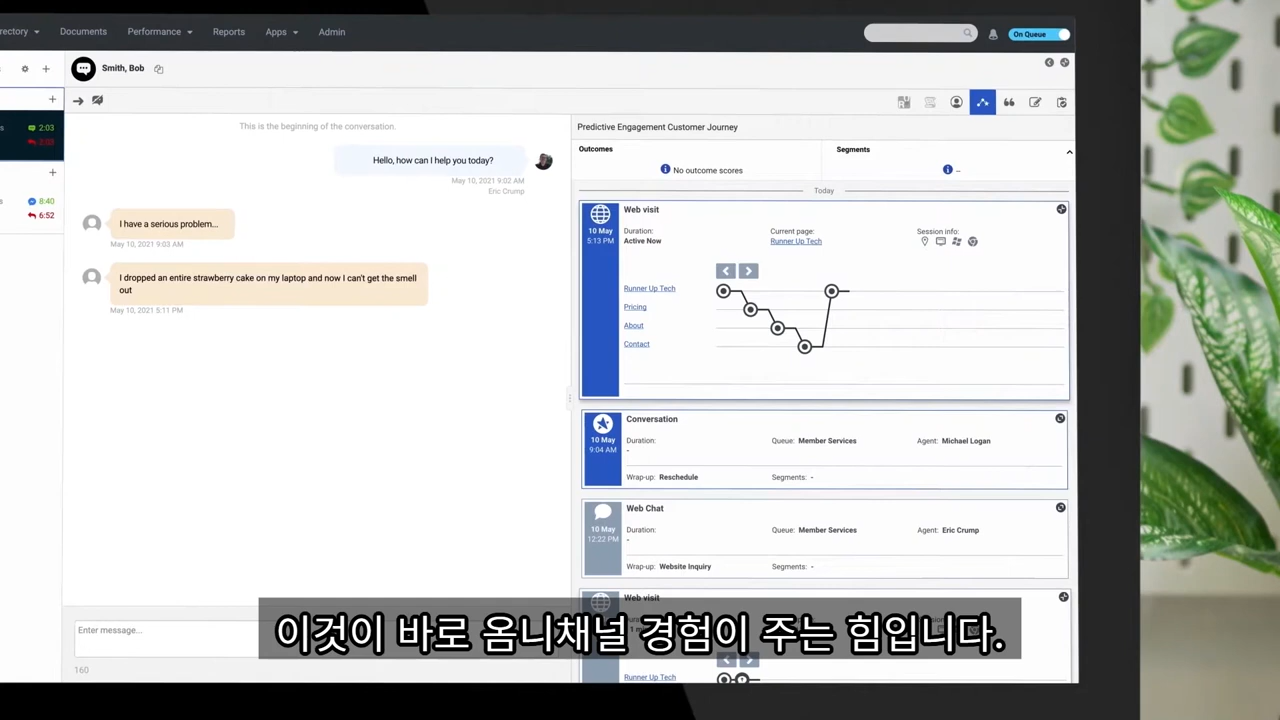 rectory
Documents
Performance
Reports
Apps
Admin
On Queue
Smith, Bob
This is the beginning of the conversation.
Hello, how can I help you today?
May 10, 2021 9:02 AM
Eric Crump
I have a serious problem...
May 10, 2021 9:03 AM
I dropped an entire strawberry cake on my laptop and now I can't get the smell
out
May 10, 2021 5:11 PM
Enter message...
160
s
2:03
2:03
s
8:40
6:52
Predictive Engagement Customer Journey
Outcomes
No outcome scores
Segments
--
Today
10 May
5:13 PM
Web visit
Duration:
Active Now
Current page:
Runner Up Tech
Session info:
Runner Up Tech
Pricing
About
Contact
10 May
9:04 AM
Conversation
Duration:
-
Queue: Member Services
Agent: Michael Logan
Wrap-up: Reschedule
Segments: -
10 May
12:22 PM
Web Chat
Duration:
-
Queue: Member Services
Agent: Eric Crump
Wrap-up: Website Inquiry
Segments: -
Web visit
Runner Up Tech
이것이 바로 옴니채널 경험이 주는 힘입니다.